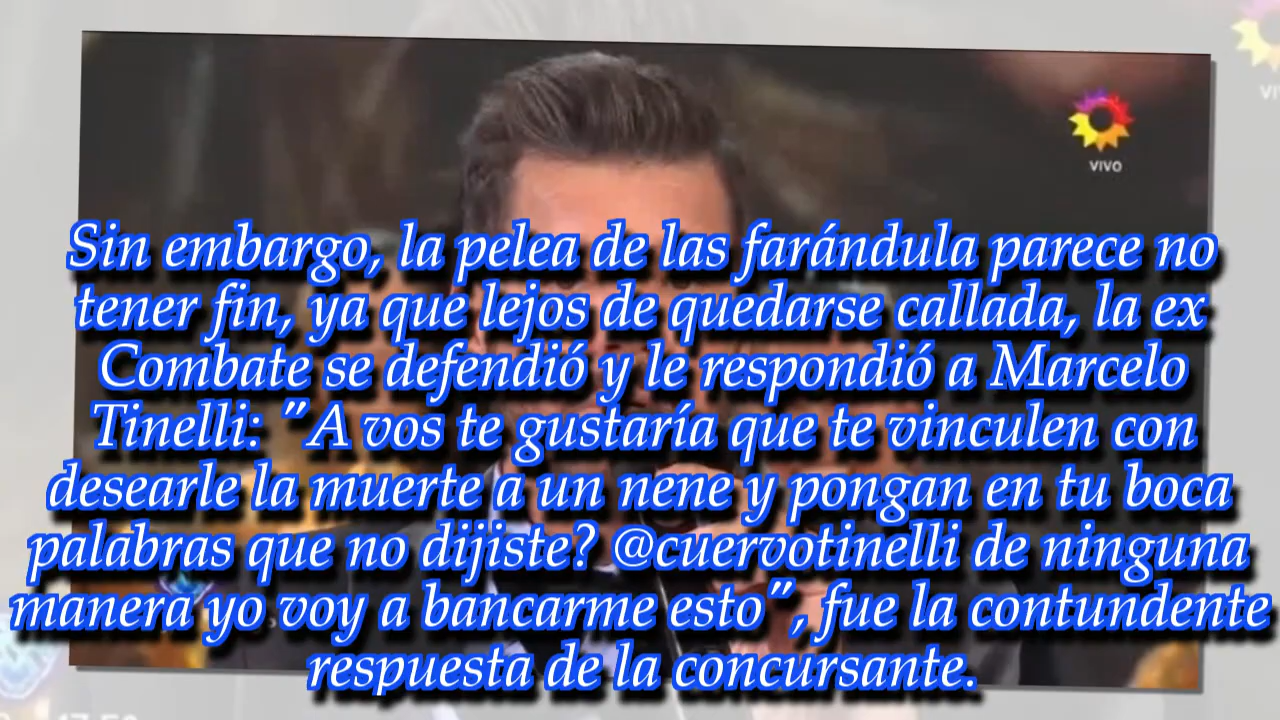 VIVO
Sin embargo, la pelea de las farándula parece no
tener fin, ya que lejos de quedarse callada, la ex
Combate se defendió y le respondió a Marcelo
Tinelli: "A vos te gustaría que te vinculen con
desearle la muerte a un nene y pongan en tu boca
palabras que no dijiste? @cuervotinelli de ninguna
manera yo voy a bancarme esto", fue la contundente
respuesta de la concursante.